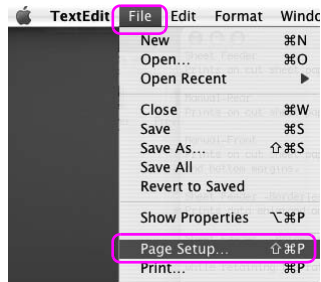 TextEdit File Edit Format Windo
New ⌘N
Open... ⌘O
Open Recent ▶
Close ⌘W
Save ⌘S
Save As... ⇧⌘S
Save All
Revert to Saved
Show Properties ⌥⌘P
Page Setup... ⇧⌘P
Print... ⌘P